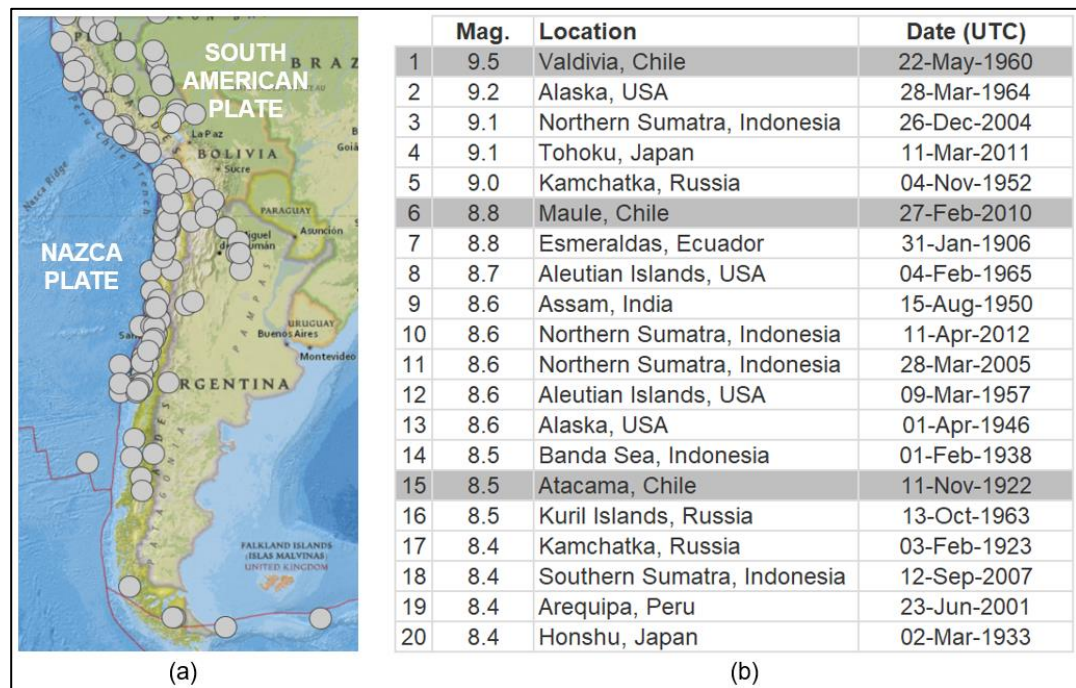 SOUTH
AMERICAN
PLATE
La Paz
BOLIVIA
Sucre
Nasca Ridge
Peru-Chile Trench
PARAGUAY
Asunción
NAZCA
PLATE
PAMPAS
URUGUAY
Buenos Aires
Montevideo
ARGENTINA
ANDES
PATAGONIA
FALKLAND ISLANDS
(ISLAS MALVINAS)
UNITED KINGDOM
(a)
Mag. Location Date (UTC)
1 9.5 Valdivia, Chile 22-May-1960
2 9.2 Alaska, USA 28-Mar-1964
3 9.1 Northern Sumatra, Indonesia 26-Dec-2004
4 9.1 Tohoku, Japan 11-Mar-2011
5 9.0 Kamchatka, Russia 04-Nov-1952
6 8.8 Maule, Chile 27-Feb-2010
7 8.8 Esmeraldas, Ecuador 31-Jan-1906
8 8.7 Aleutian Islands, USA 04-Feb-1965
9 8.6 Assam, India 15-Aug-1950
10 8.6 Northern Sumatra, Indonesia 11-Apr-2012
11 8.6 Northern Sumatra, Indonesia 28-Mar-2005
12 8.6 Aleutian Islands, USA 09-Mar-1957
13 8.6 Alaska, USA 01-Apr-1946
14 8.5 Banda Sea, Indonesia 01-Feb-1938
15 8.5 Atacama, Chile 11-Nov-1922
16 8.5 Kuril Islands, Russia 13-Oct-1963
17 8.4 Kamchatka, Russia 03-Feb-1923
18 8.4 Southern Sumatra, Indonesia 12-Sep-2007
19 8.4 Arequipa, Peru 23-Jun-2001
20 8.4 Honshu, Japan 02-Mar-1933
(b)